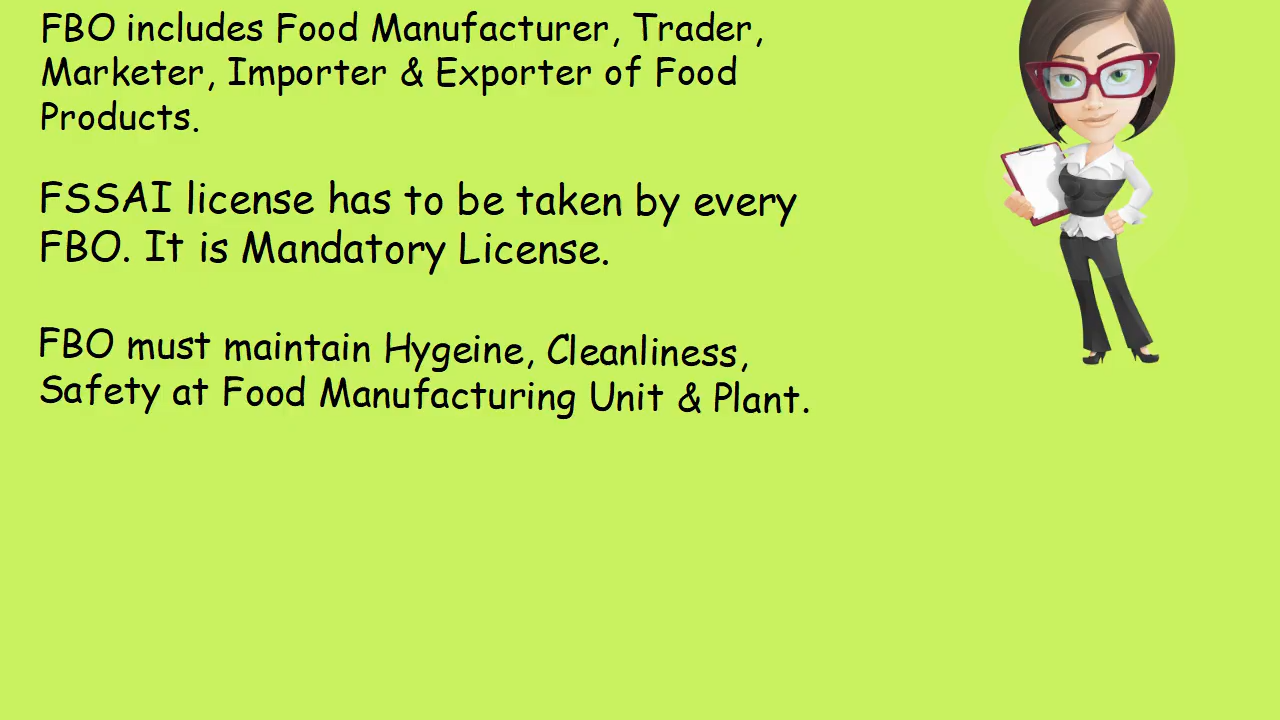 FBO includes Food Manufacturer, Trader,
Marketer, Importer & Exporter of Food
Products.
FSSAI license has to be taken by every
FBO. It is Mandatory License.
FBO must maintain Hygeine, Cleanliness,
Safety at Food Manufacturing Unit & Plant.